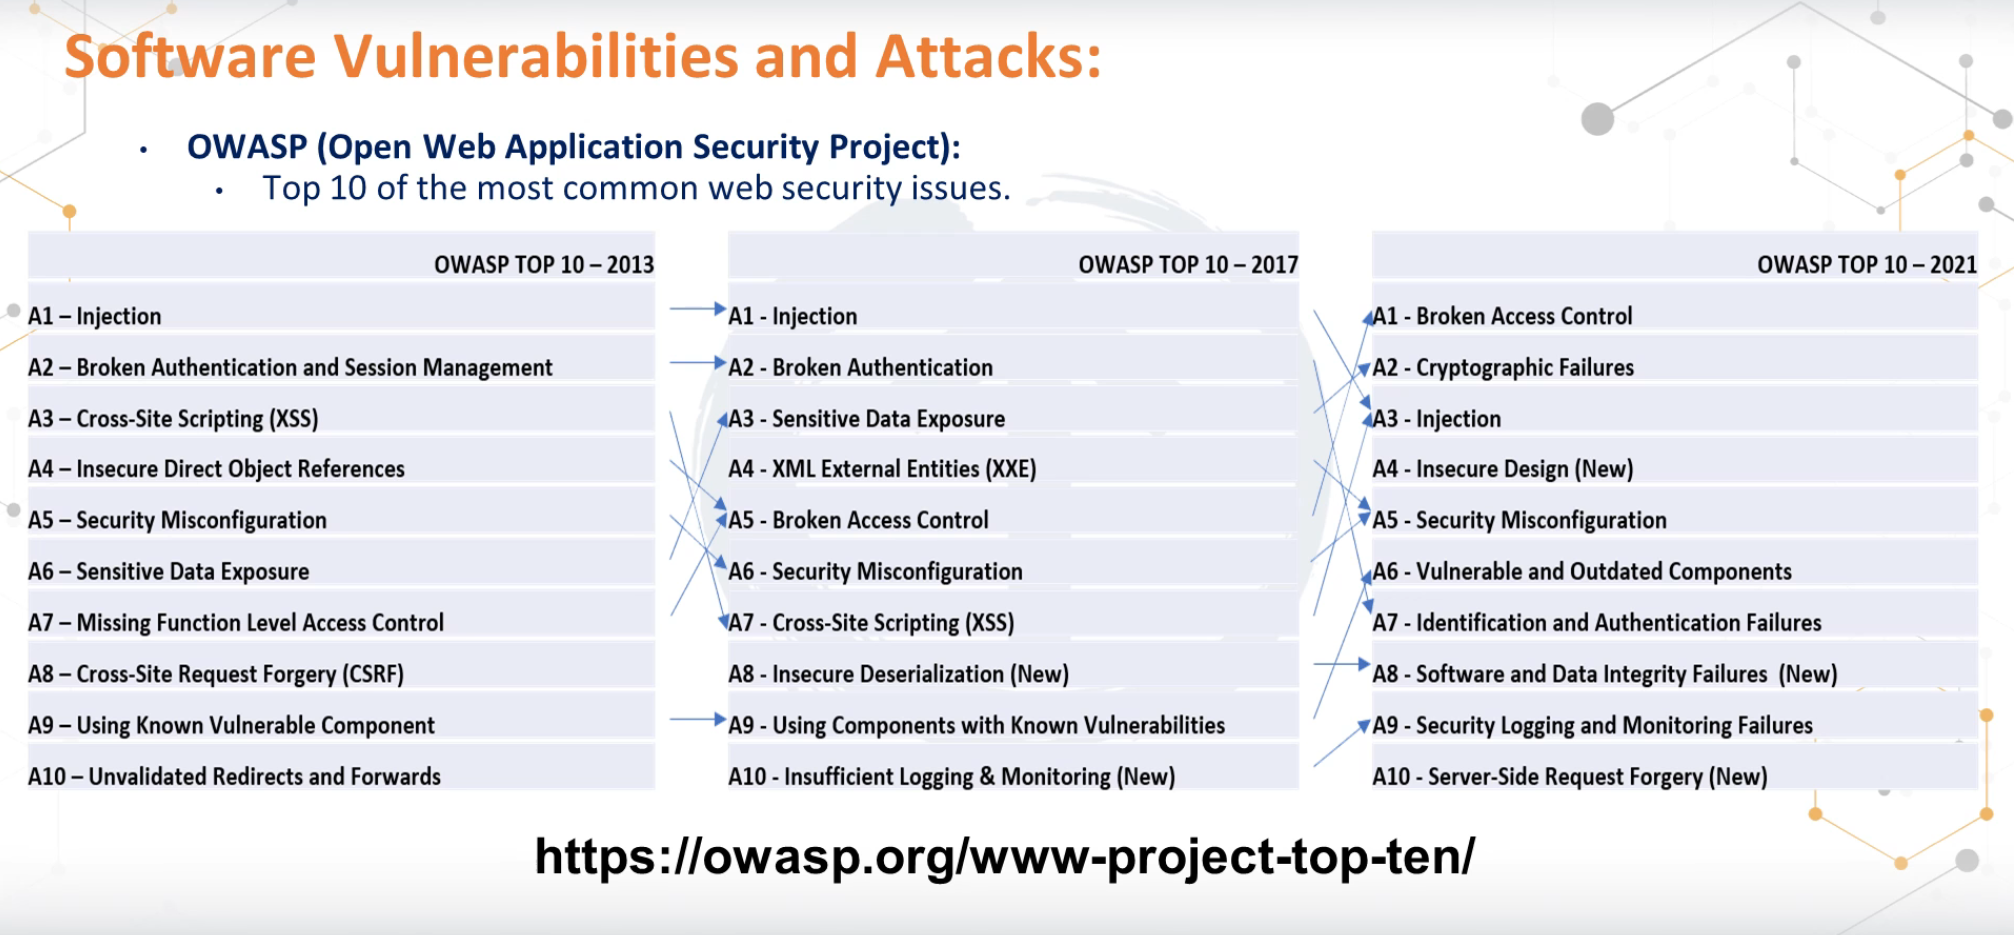 Software Vulnerabilities and Attacks:
• OWASP (Open Web Application Security Project):
• Top 10 of the most common web security issues.
OWASP TOP 10 – 2013
A1 – Injection
A2 – Broken Authentication and Session Management
A3 – Cross-Site Scripting (XSS)
A4 – Insecure Direct Object References
A5 – Security Misconfiguration
A6 – Sensitive Data Exposure
A7 – Missing Function Level Access Control
A8 – Cross-Site Request Forgery (CSRF)
A9 – Using Known Vulnerable Component
A10 – Unvalidated Redirects and Forwards
OWASP TOP 10 – 2017
A1 - Injection
A2 - Broken Authentication
A3 - Sensitive Data Exposure
A4 - XML External Entities (XXE)
A5 - Broken Access Control
A6 - Security Misconfiguration
A7 - Cross-Site Scripting (XSS)
A8 - Insecure Deserialization (New)
A9 - Using Components with Known Vulnerabilities
A10 - Insufficient Logging & Monitoring (New)
OWASP TOP 10 – 2021
A1 - Broken Access Control
A2 - Cryptographic Failures
A3 - Injection
A4 - Insecure Design (New)
A5 - Security Misconfiguration
A6 - Vulnerable and Outdated Components
A7 - Identification and Authentication Failures
A8 - Software and Data Integrity Failures (New)
A9 - Security Logging and Monitoring Failures
A10 - Server-Side Request Forgery (New)
https://owasp.org/www-project-top-ten/